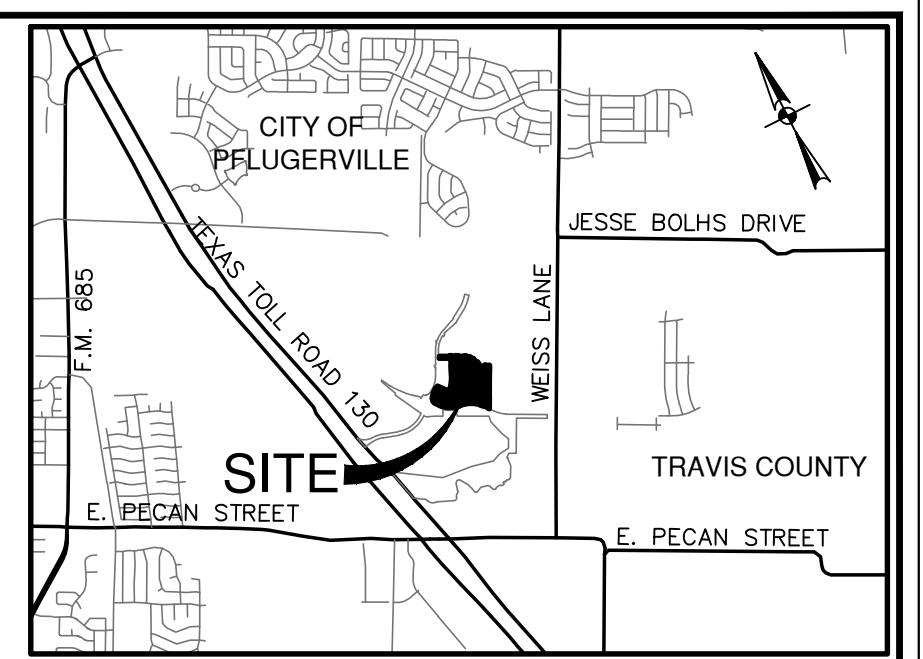 CITY OF
PFLUGERVILLE
JESSE BOLHS DRIVE
TEXAS TOLL ROAD 130
F.M. 685
WEISS LANE
SITE
TRAVIS COUNTY
E. PECAN STREET
E. PECAN STREET